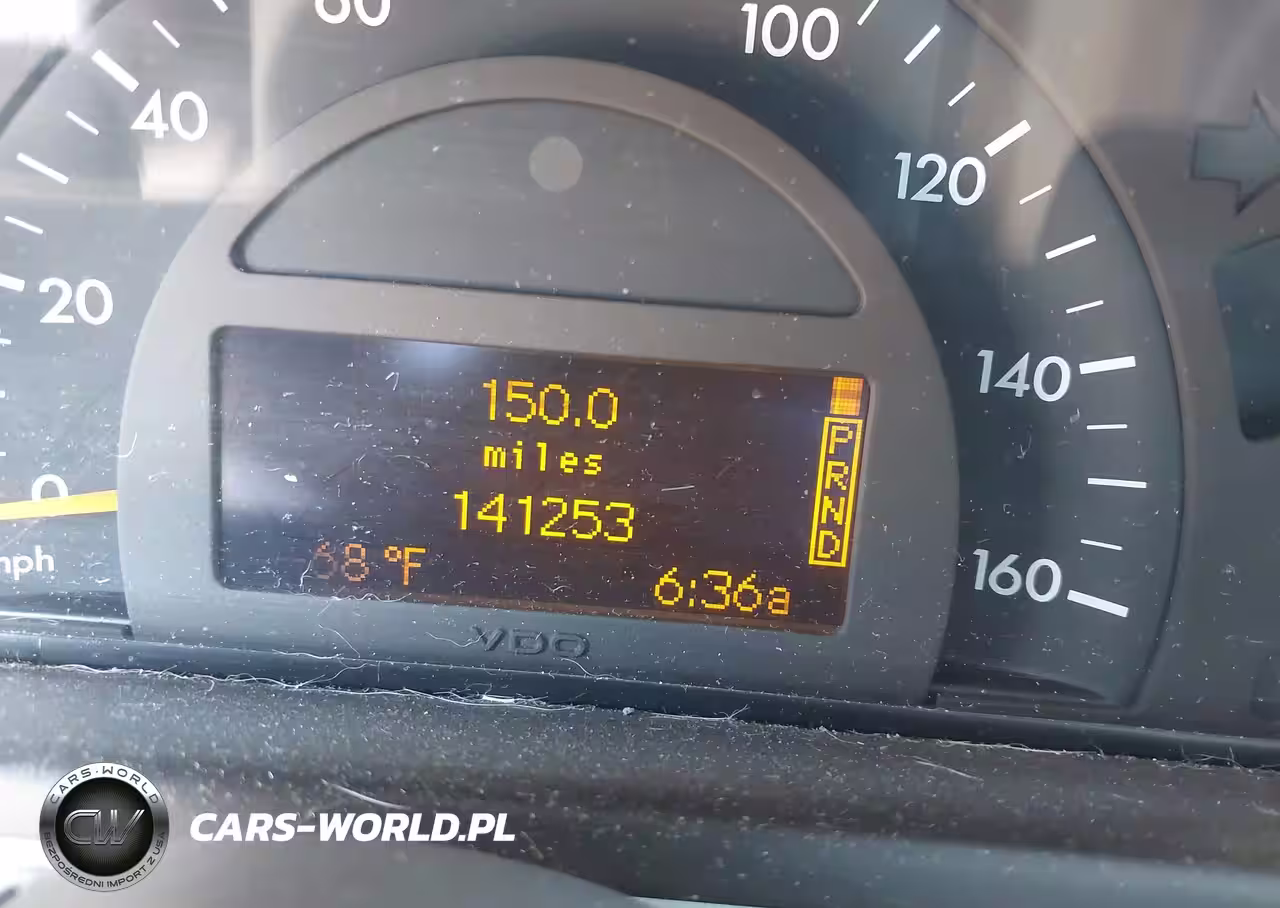 60
100
40
120
20
140
150.0
miles
P
R
N
D
141253
0
mph
68 °F
6:36a
160
VDO
CARS-WORLD
CW
BEZPOŚREDNI IMPORT Z USA
CARS-WORLD.PL